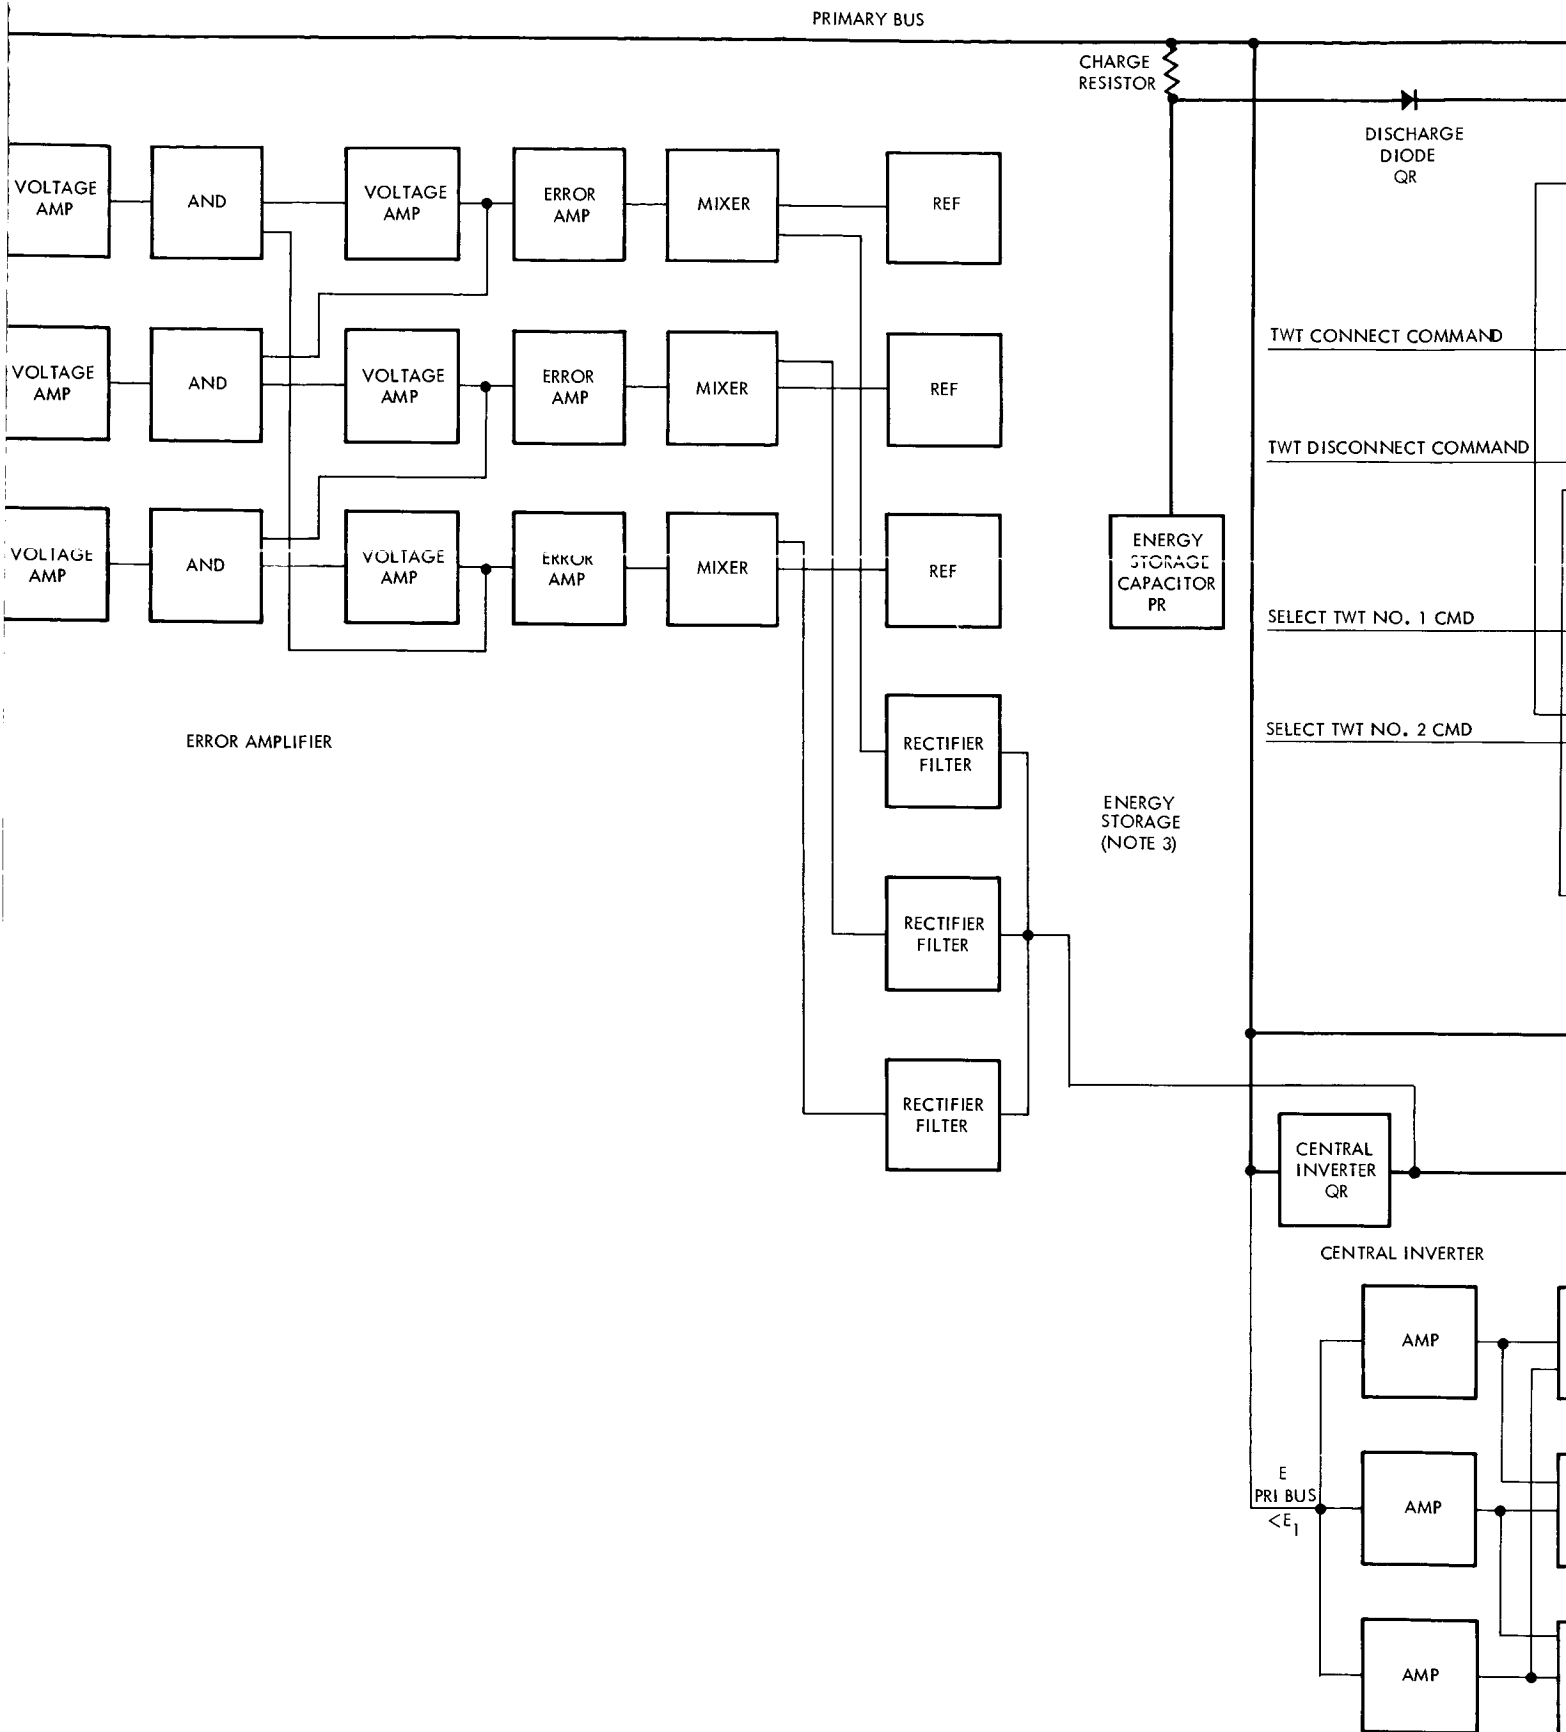 PRIMARY BUS
CHARGE
RESISTOR
DISCHARGE
DIODE
QR
VOLTAGE
AMP
AND
VOLTAGE
AMP
ERROR
AMP
MIXER
REF
TWT CONNECT COMMAND
VOLTAGE
AMP
AND
VOLTAGE
AMP
ERROR
AMP
MIXER
REF
TWT DISCONNECT COMMAND
VOLTAGE
AMP
AND
VOLTAGE
AMP
ERROR
AMP
MIXER
REF
ENERGY
STORAGE
CAPACITOR
PR
SELECT TWT NO. 1 CMD
SELECT TWT NO. 2 CMD
ERROR AMPLIFIER
RECTIFIER
FILTER
ENERGY
STORAGE
(NOTE 3)
RECTIFIER
FILTER
RECTIFIER
FILTER
CENTRAL
INVERTER
QR
CENTRAL INVERTER
AMP
E
PRI BUS
<E1
AMP
AMP